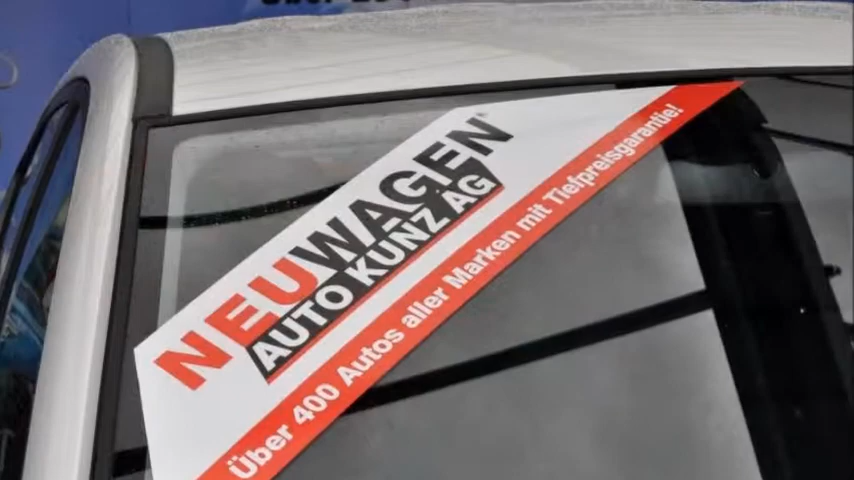 NEUWAGEN
AUTO KUNZ AG
Über 400 Autos aller Marken mit Tiefpreisgarantie!